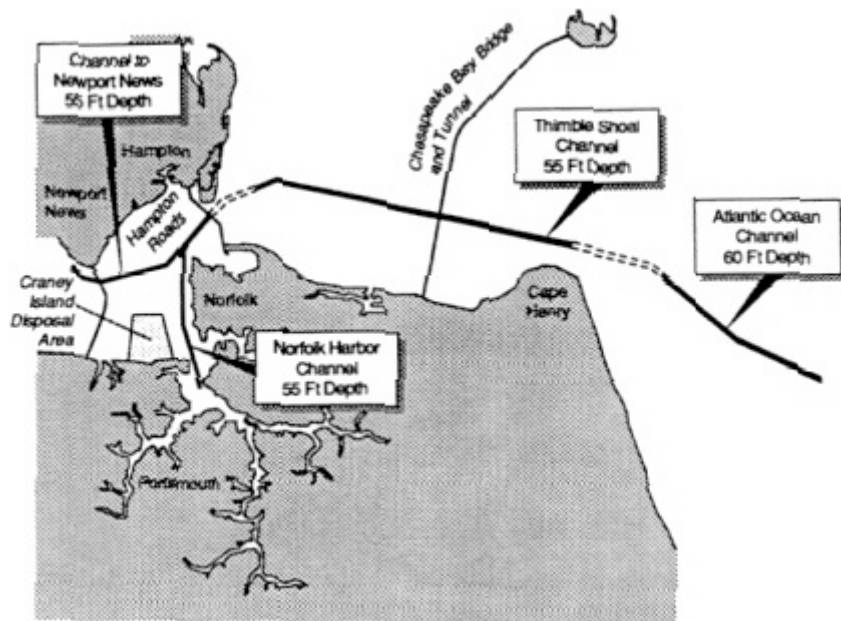 Channel to
Newport News
55 Ft Depth
Chesapeake Bay Bridge
and Tunnel
Thimble Shoal
Channel
55 Ft Depth
Hampton
Newport
News
Hampton
Roads
Atlantic Ocean
Channel
60 Ft Depth
Craney
Island
Disposal
Area
Norfolk
Cape
Henry
Norfolk Harbor
Channel
55 Ft Depth
Portsmouth